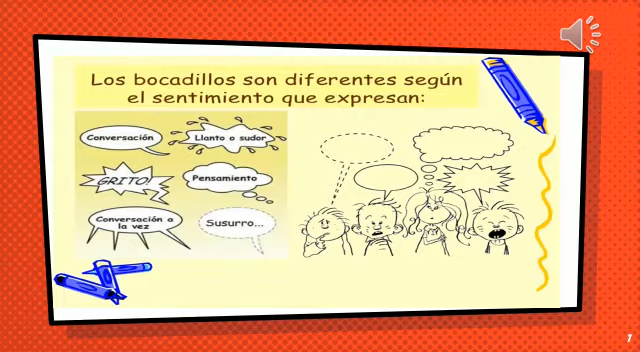 Los bocadillos son diferentes según
el sentimiento que expresan:
Conversación
Llanto o sudor
GRITO!
Pensamiento
Conversación a
la vez
Susurro...
7